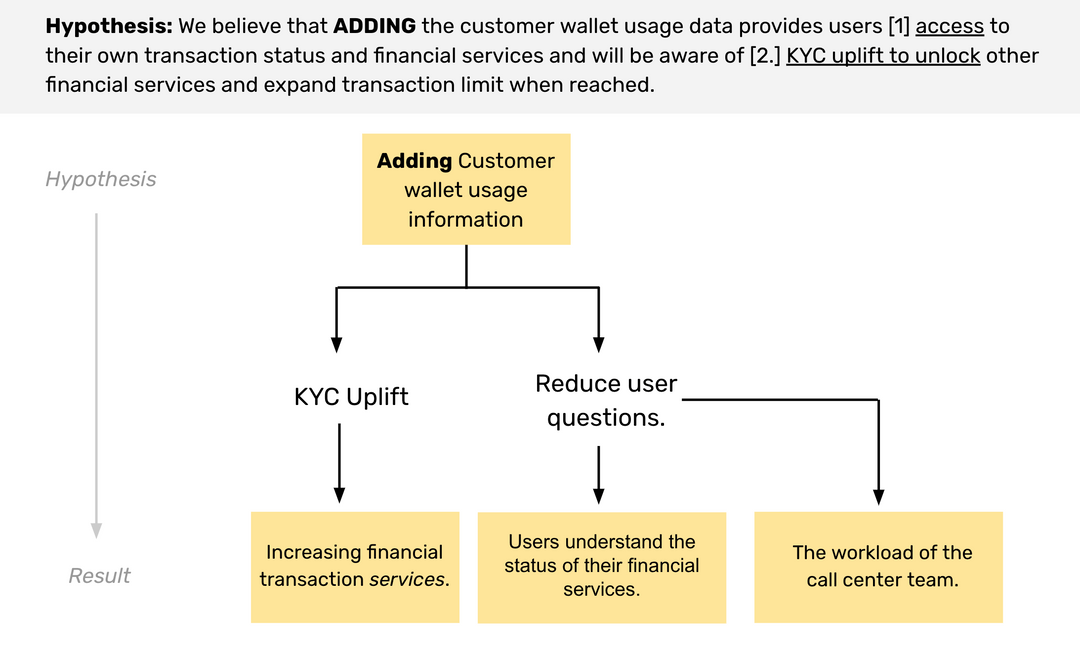 Hypothesis: We believe that ADDING the customer wallet usage data provides users [1] access to
their own transaction status and financial services and will be aware of [2.] KYC uplift to unlock other
financial services and expand transaction limit when reached.
Hypothesis
Adding Customer
wallet usage
information
KYC Uplift
Reduce user
questions.
Result
Increasing financial
transaction services.
Users understand the
status of their financial
services.
The workload of the
call center team.